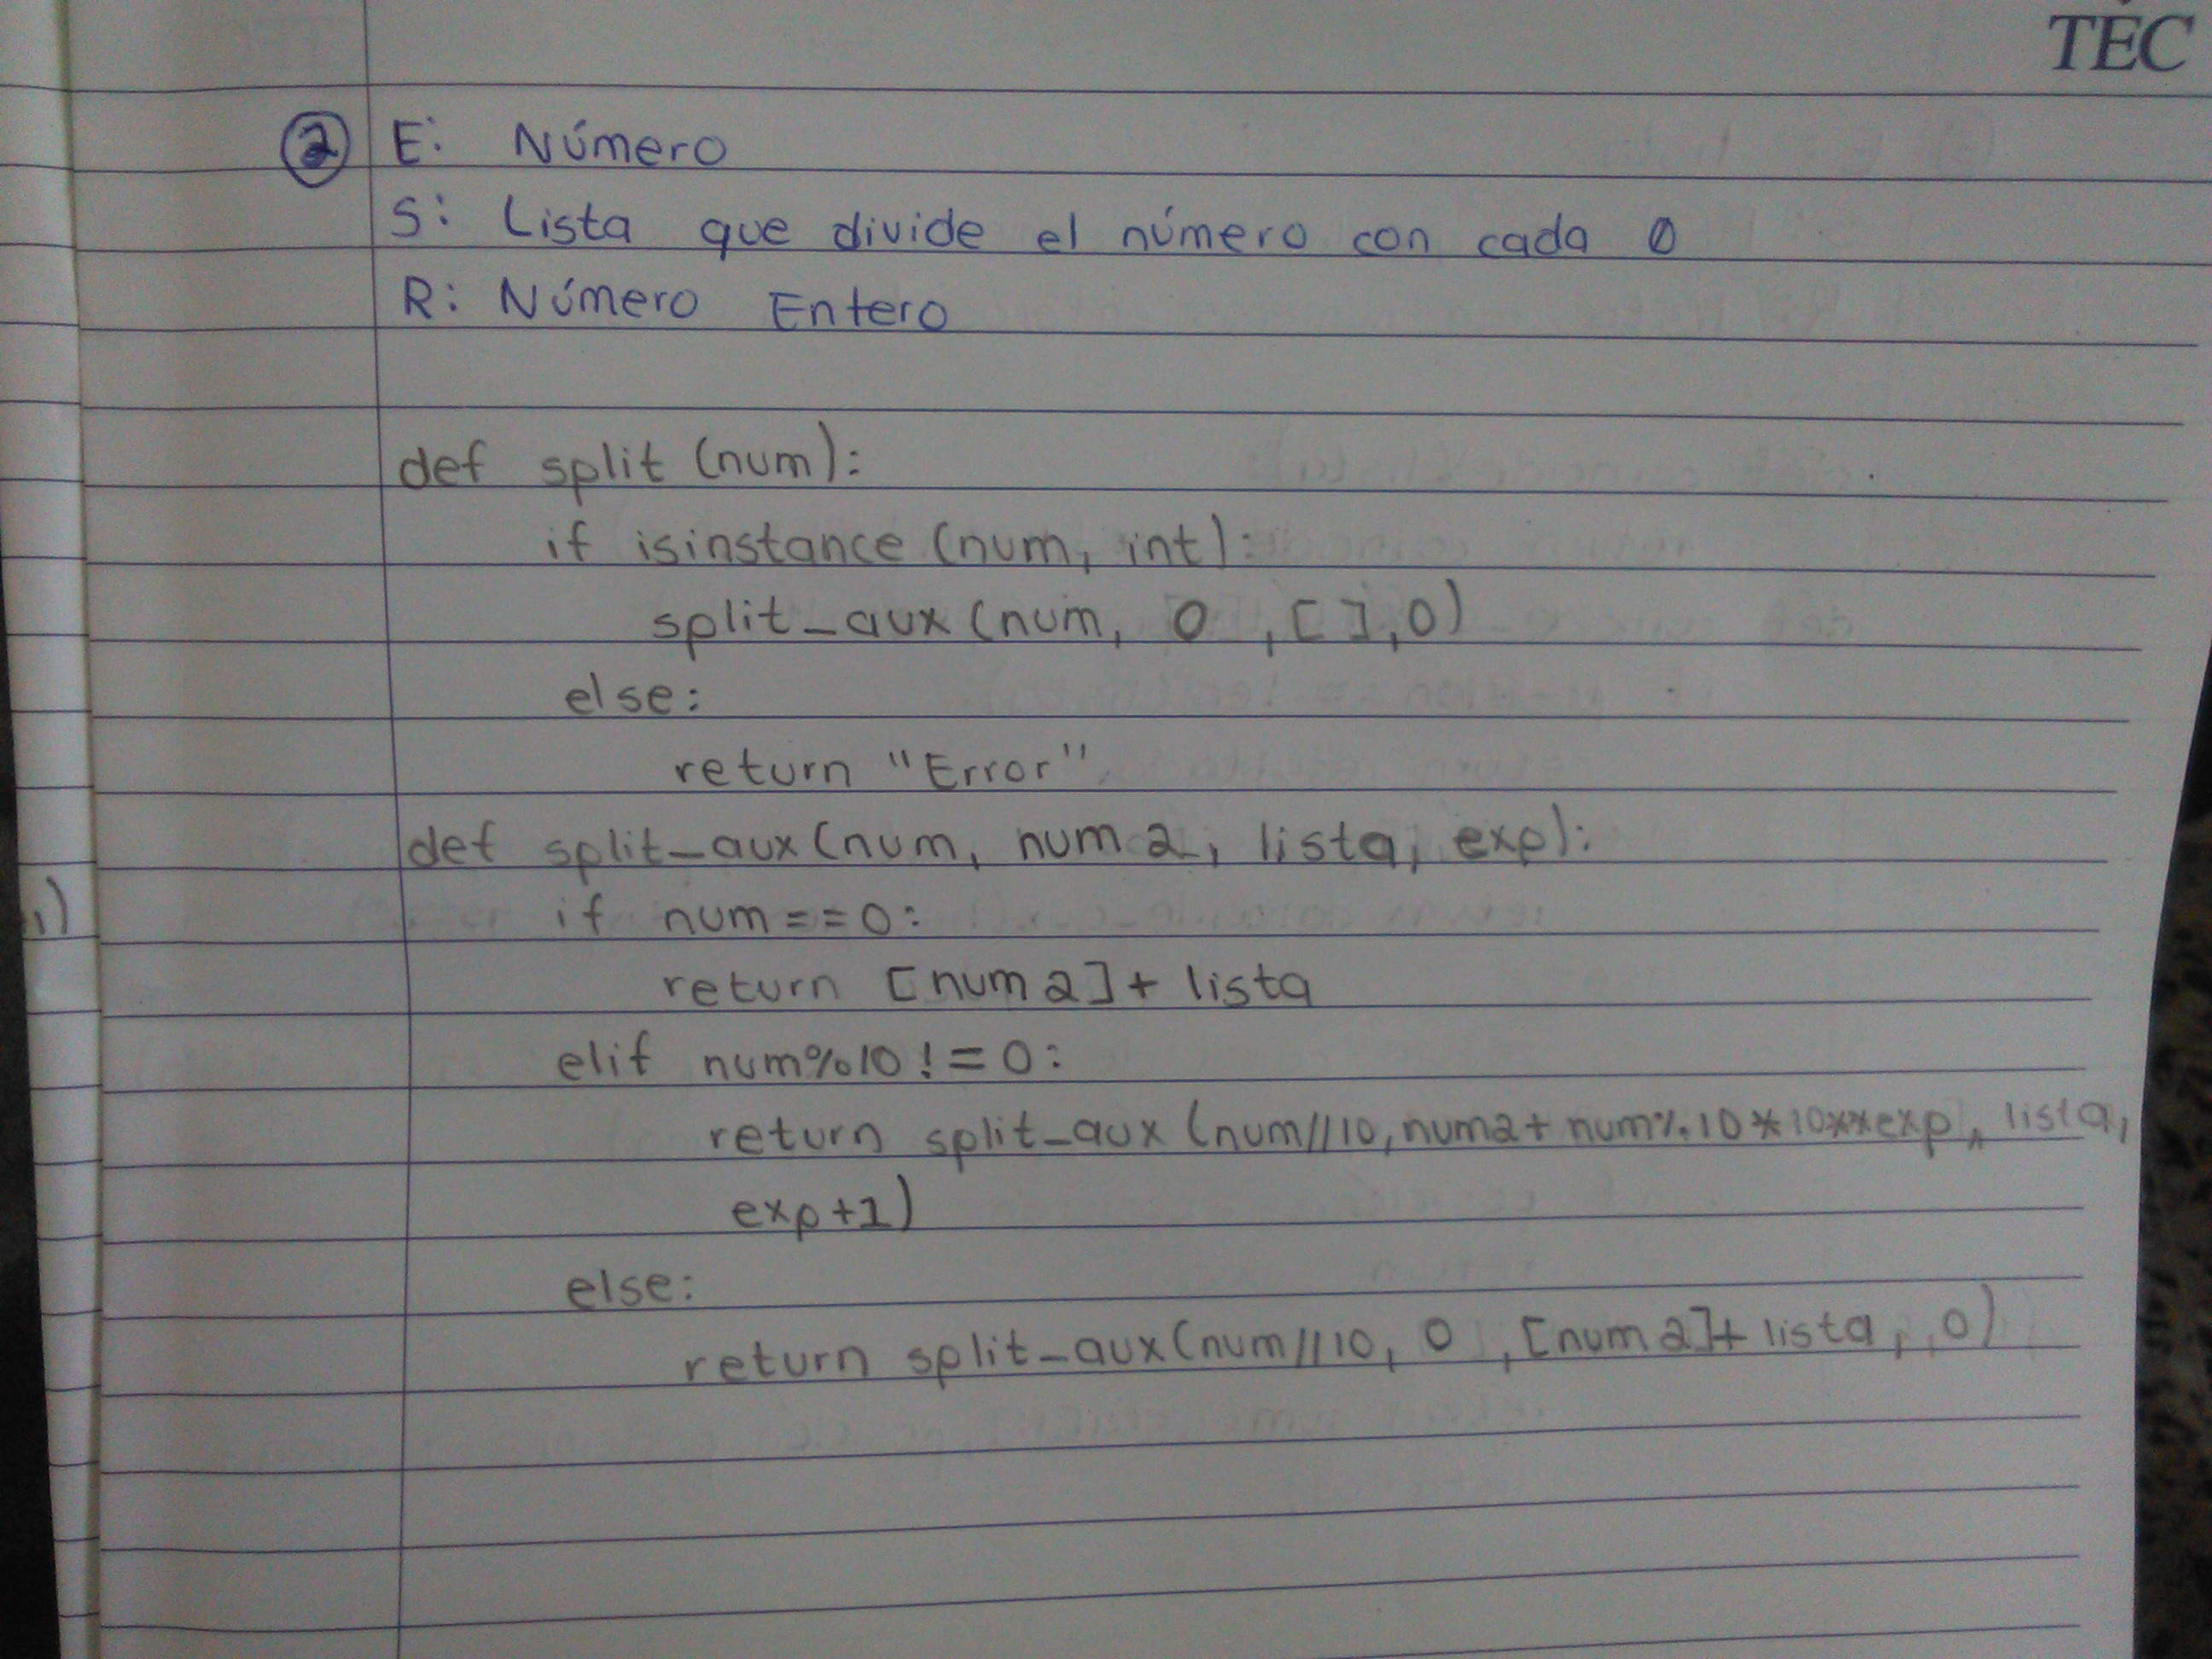 TEC
② E: Número
S: Lista que divide el número con cada 0
R: Número Entero
def split (num):
if isinstance (num, int):
split_aux (num, 0 , [ ], 0)
else:
return "Error"
def split_aux (num, num2, lista, exp):
1)
if num==0:
return [num2]+ lista
elif num%10 != 0:
return split_aux (num//10, num2+ num%10*10**exp, lista,
exp+1)
else:
return split_aux(num//10, 0 , [num2]+ lista, 0)